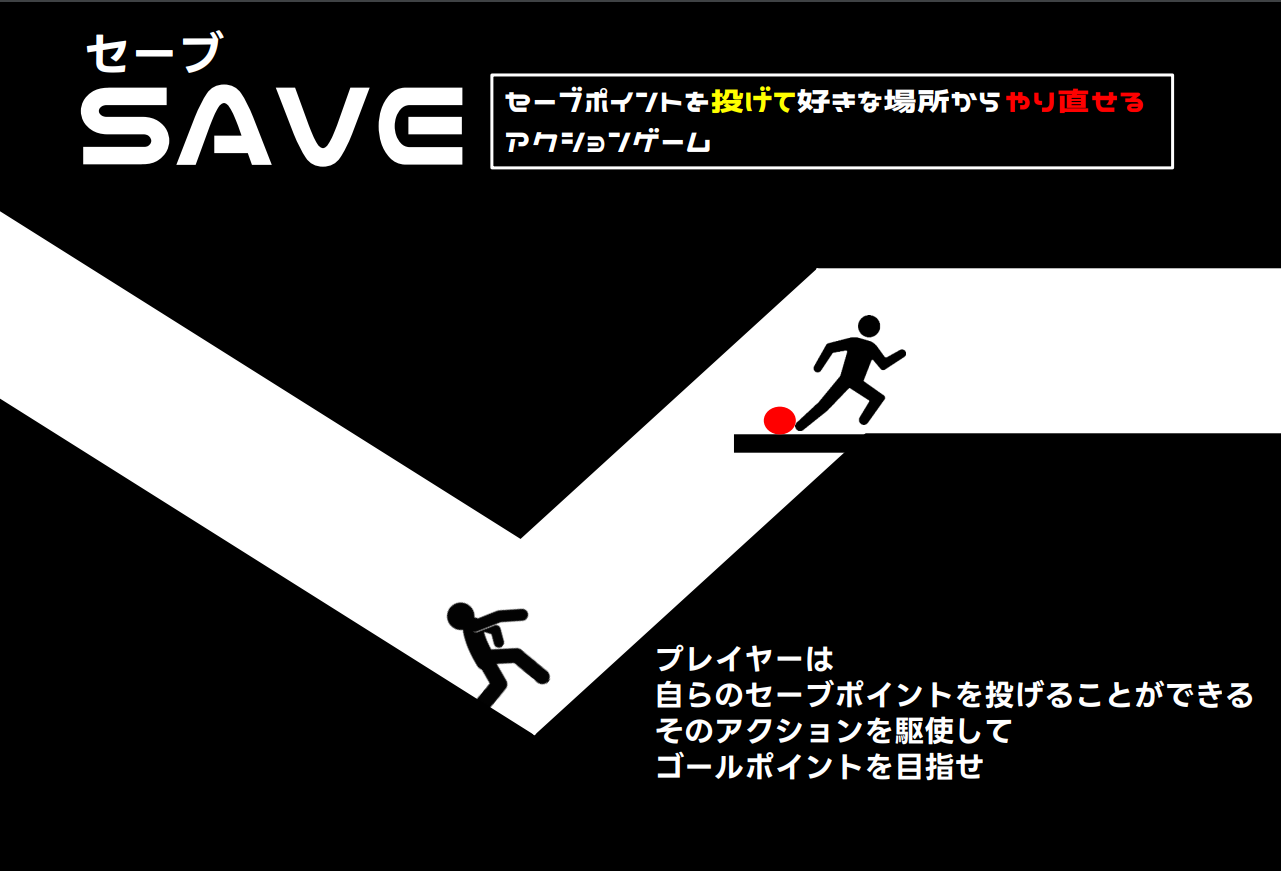 セーブ
SAVE
セーブポイントを投げて好きな場所からやり直せる
アクションゲーム
プレイヤーは
自らのセーブポイントを投げることができる
そのアクションを駆使して
ゴールポイントを目指せ